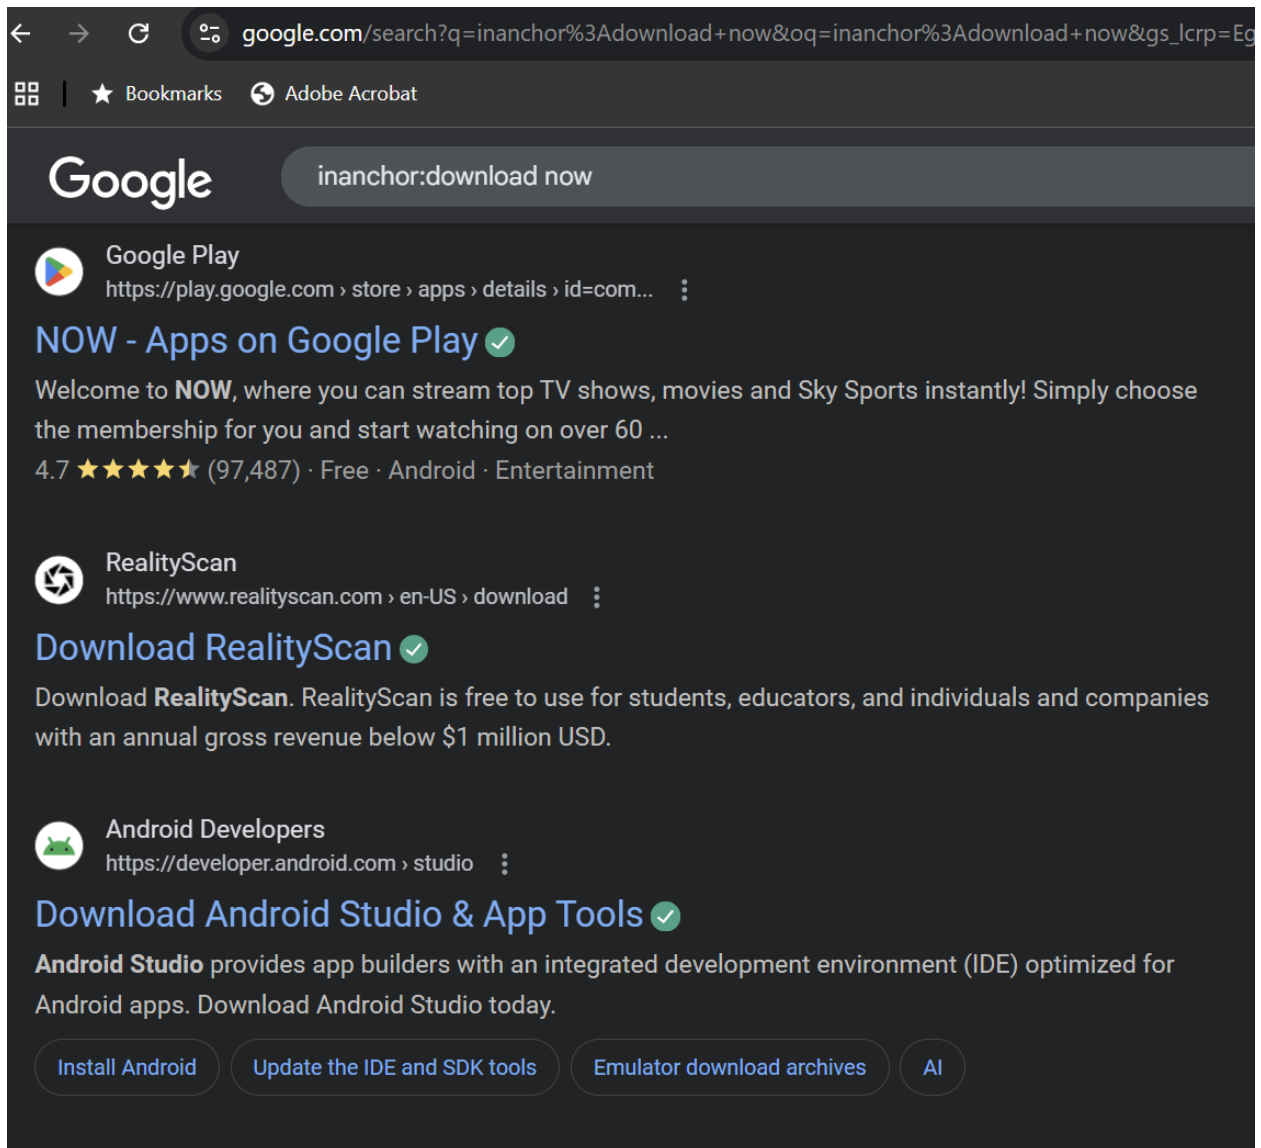 google.com/search?q=inanchor%3Adownload+now&oq=inanchor%3Adownload+now&gs_lcrp=Eg
Bookmarks Adobe Acrobat
Google inanchor:download now
Google Play
https://play.google.com › store › apps › details › id=com...
NOW - Apps on Google Play
Welcome to NOW, where you can stream top TV shows, movies and Sky Sports instantly! Simply choose
the membership for you and start watching on over 60 ...
4.7 ★★★★★ (97,487) · Free · Android · Entertainment
RealityScan
https://www.realityscan.com › en-US › download
Download RealityScan
Download RealityScan. RealityScan is free to use for students, educators, and individuals and companies
with an annual gross revenue below $1 million USD.
Android Developers
https://developer.android.com › studio
Download Android Studio & App Tools
Android Studio provides app builders with an integrated development environment (IDE) optimized for
Android apps. Download Android Studio today.
Install Android Update the IDE and SDK tools Emulator download archives AI